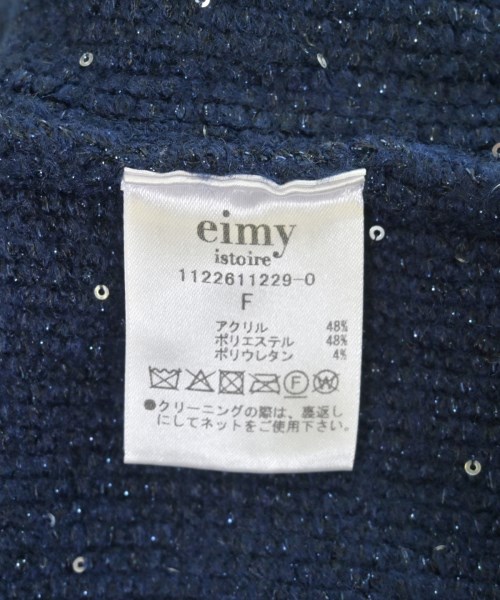 eimy
istoire
1122611229-0
F
アクリル 48%
ポリエステル 48%
ポリウレタン 4%
F W
●クリーニングの際は、裏返し
にしてネットをご使用下さい。